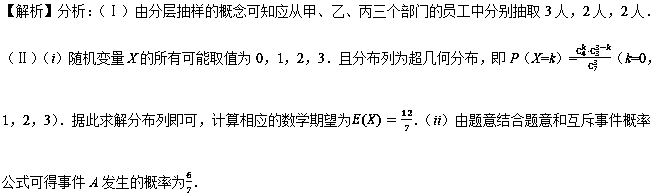 【解析】分析：（Ⅰ）由分层抽样的概念可知应从甲、乙、丙三个部门的员工中分别抽取 3 人，2 人，2 人．
（Ⅱ）（i）随机变量 X 的所有可能取值为 0，1，2，3．且分布列为超几何分布，即 P（X=k）=\frac{C_4^k·C_3^{3-k}}{C_7^3}（k=0，
1，2，3）．据此求解分布列即可，计算相应的数学期望为E(X) = \frac{12}{7}．（ii）由题意结合题意和互斥事件概率
公式可得事件 A 发生的概率为\frac{6}{7}．